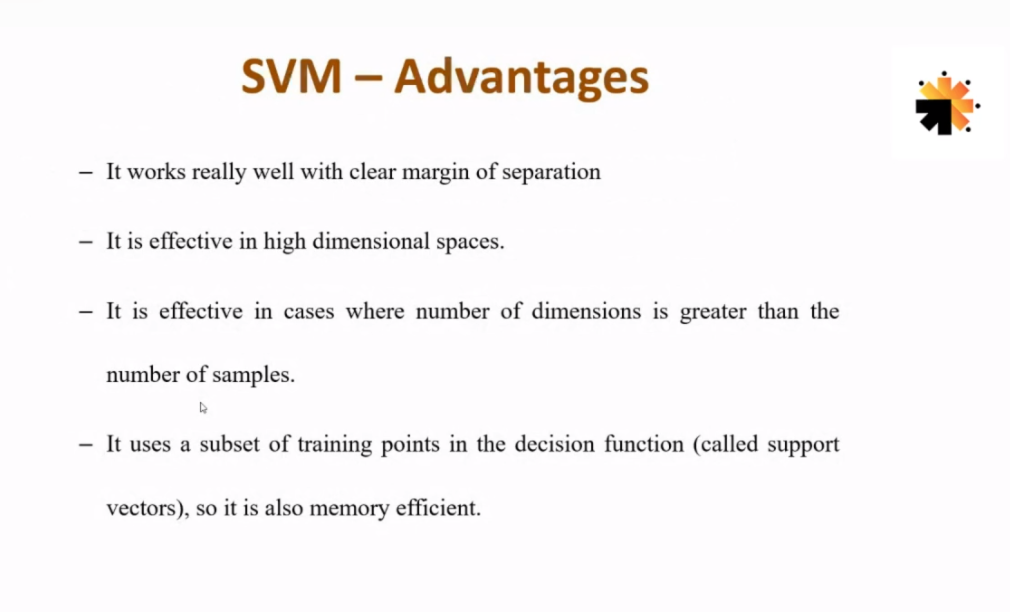 SVM – Advantages
– It works really well with clear margin of separation
– It is effective in high dimensional spaces.
– It is effective in cases where number of dimensions is greater than the
number of samples.
– It uses a subset of training points in the decision function (called support
vectors), so it is also memory efficient.